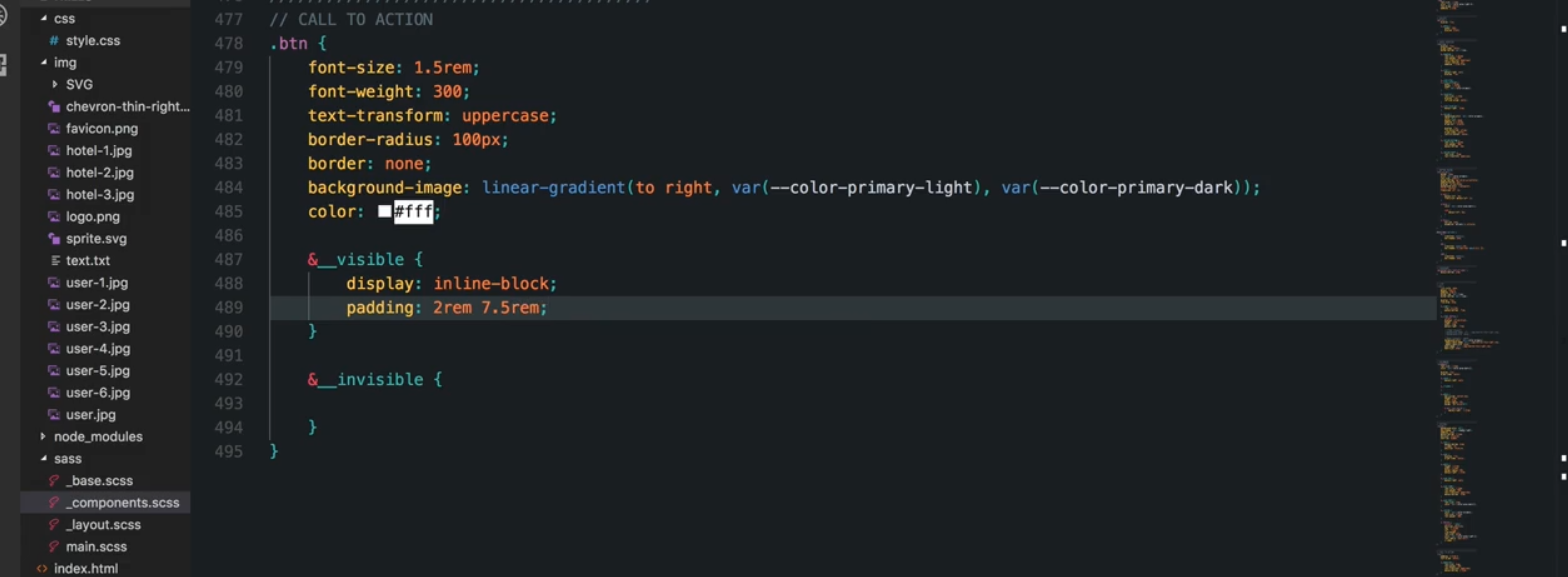 css
# style.css
img
SVG
chevron-thin-right...
favicon.png
hotel-1.jpg
hotel-2.jpg
hotel-3.jpg
logo.png
sprite.svg
text.txt
user-1.jpg
user-2.jpg
user-3.jpg
user-4.jpg
user-5.jpg
user-6.jpg
user.jpg
node_modules
sass
_base.scss
_components.scss
_layout.scss
main.scss
<> index.html
477 // CALL TO ACTION
478 .btn {
479 font-size: 1.5rem;
480 font-weight: 300;
481 text-transform: uppercase;
482 border-radius: 100px;
483 border: none;
484 background-image: linear-gradient(to right, var(--color-primary-light), var(--color-primary-dark));
485 color: #fff;
486
487 &__visible {
488 display: inline-block;
489 padding: 2rem 7.5rem;
490 }
491
492 &__invisible {
493
494 }
495 }